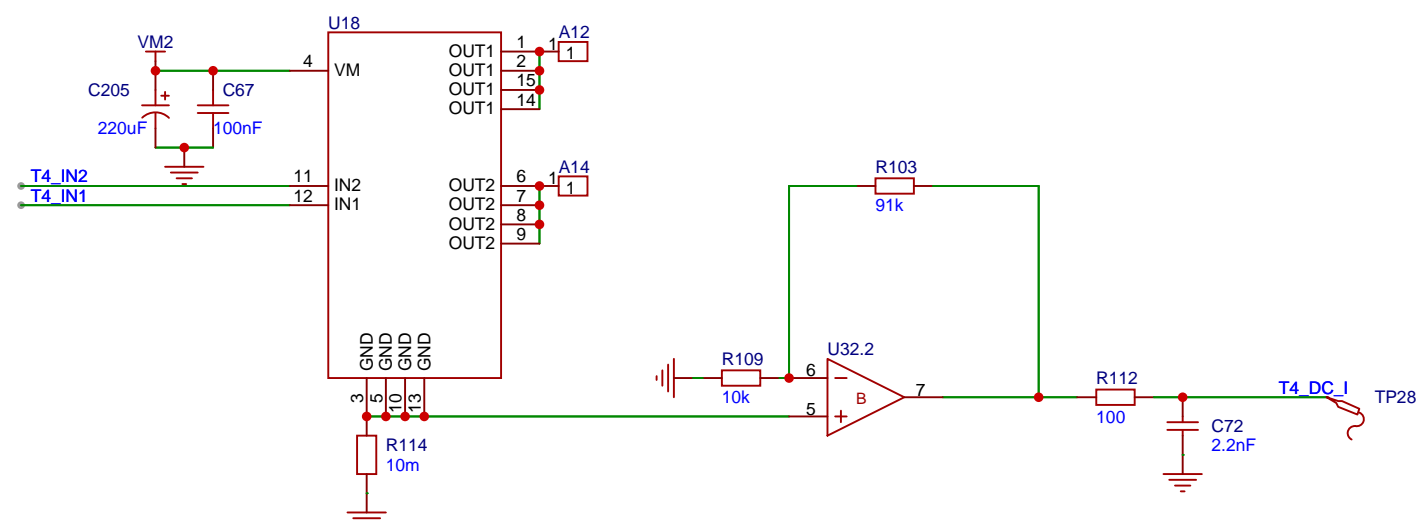 U18
VM2
C205
+
220uF
C67
100nF
4
VM
OUT1
1
OUT1
2
OUT1
15
OUT1
14
1
A12
1
T4_IN2
T4_IN1
11
IN2
12
IN1
OUT2
6
OUT2
7
OUT2
8
OUT2
9
1
A14
1
GND
GND
GND
GND
3
5
10
13
R114
10m
R103
91k
R109
10k
U32.2
6
5
B
7
R112
100
T4_DC_I
TP28
C72
2.2nF